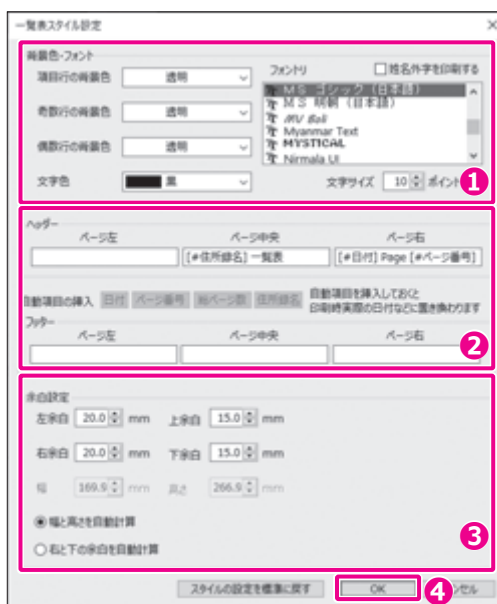 一覧表スタイル設定
背景色-フォント
項目行の背景色 透明
奇数行の背景色 透明
偶数行の背景色 透明
文字色 黒
フォント(F)
姓名外字を印刷する
MS ゴシック (日本語)
MS 明朝 (日本語)
MV Boli
Myanmar Text
MYSTICAL
Nirmala UI
文字サイズ 10 ポイント
1
ヘッダー
ページ左 ページ中央 ページ右
[#住所録名] 一覧表 [#日付] Page [#ページ番号]
自動項目の挿入 日付 ページ番号 総ページ数 住所録名
自動項目を挿入しておくと
印刷時実際の日付などに置き換わります
フッター
ページ左 ページ中央 ページ右
2
余白設定
左余白 20.0 mm 上余白 15.0 mm
右余白 20.0 mm 下余白 15.0 mm
幅 169.9 mm 高さ 266.9 mm
幅と高さを自動計算
右と下の余白を自動計算
3
スタイルの設定を標準に戻す OK
4